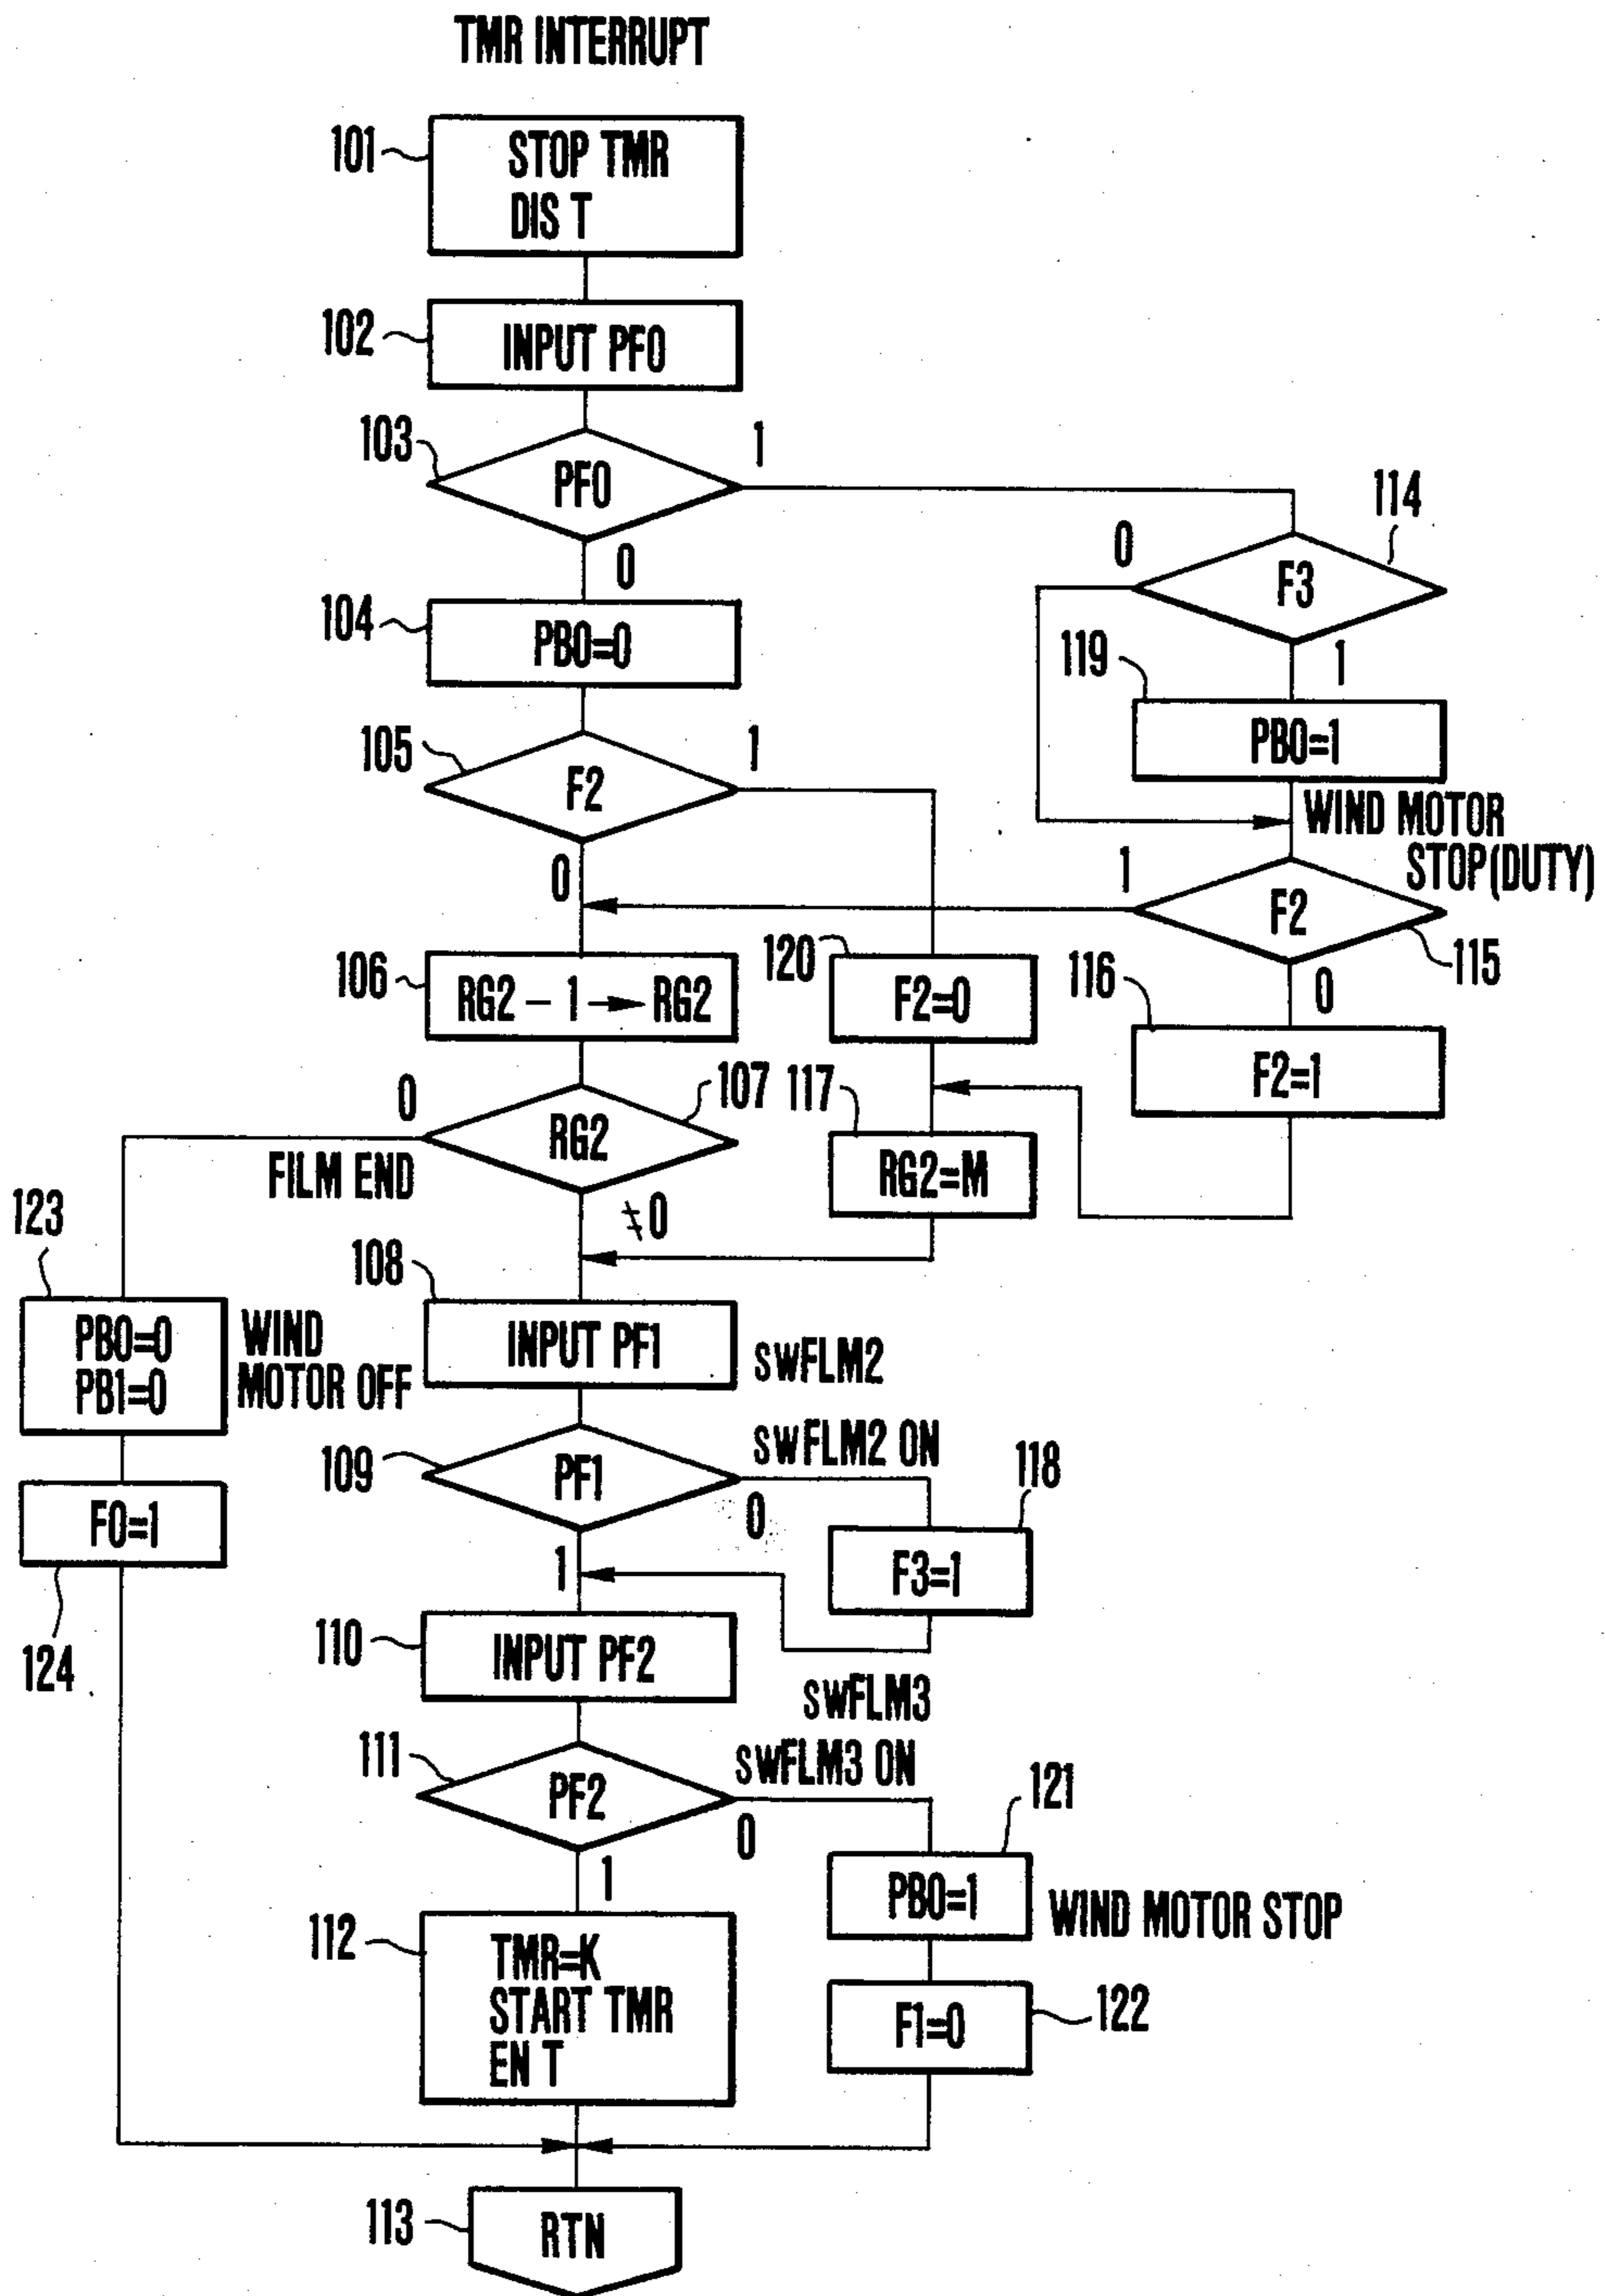 TMR INTERRUPT
101
STOP TMR
DIS T
102
INPUT PF0
103
PF0
1
0
114
F3
0
1
104
PB0=0
119
PB0=1
105
F2
1
0
WIND MOTOR
STOP(DUTY)
1
F2
0
115
106
RG2 - 1 → RG2
120
F2=0
116
F2=1
107
RG2
0
FILM END
≠0
117
RG2=M
123
PB0=0
PB1=0
WIND
MOTOR OFF
108
INPUT PF1
swFLM2
109
PF1
swFLM2 ON
0
1
118
F3=1
F0=1
124
110
INPUT PF2
swFLM3
111
PF2
swFLM3 ON
0
1
121
PB0=1
WIND MOTOR STOP
112
TMR=K
START TMR
EN T
F1=0
122
113
RTN